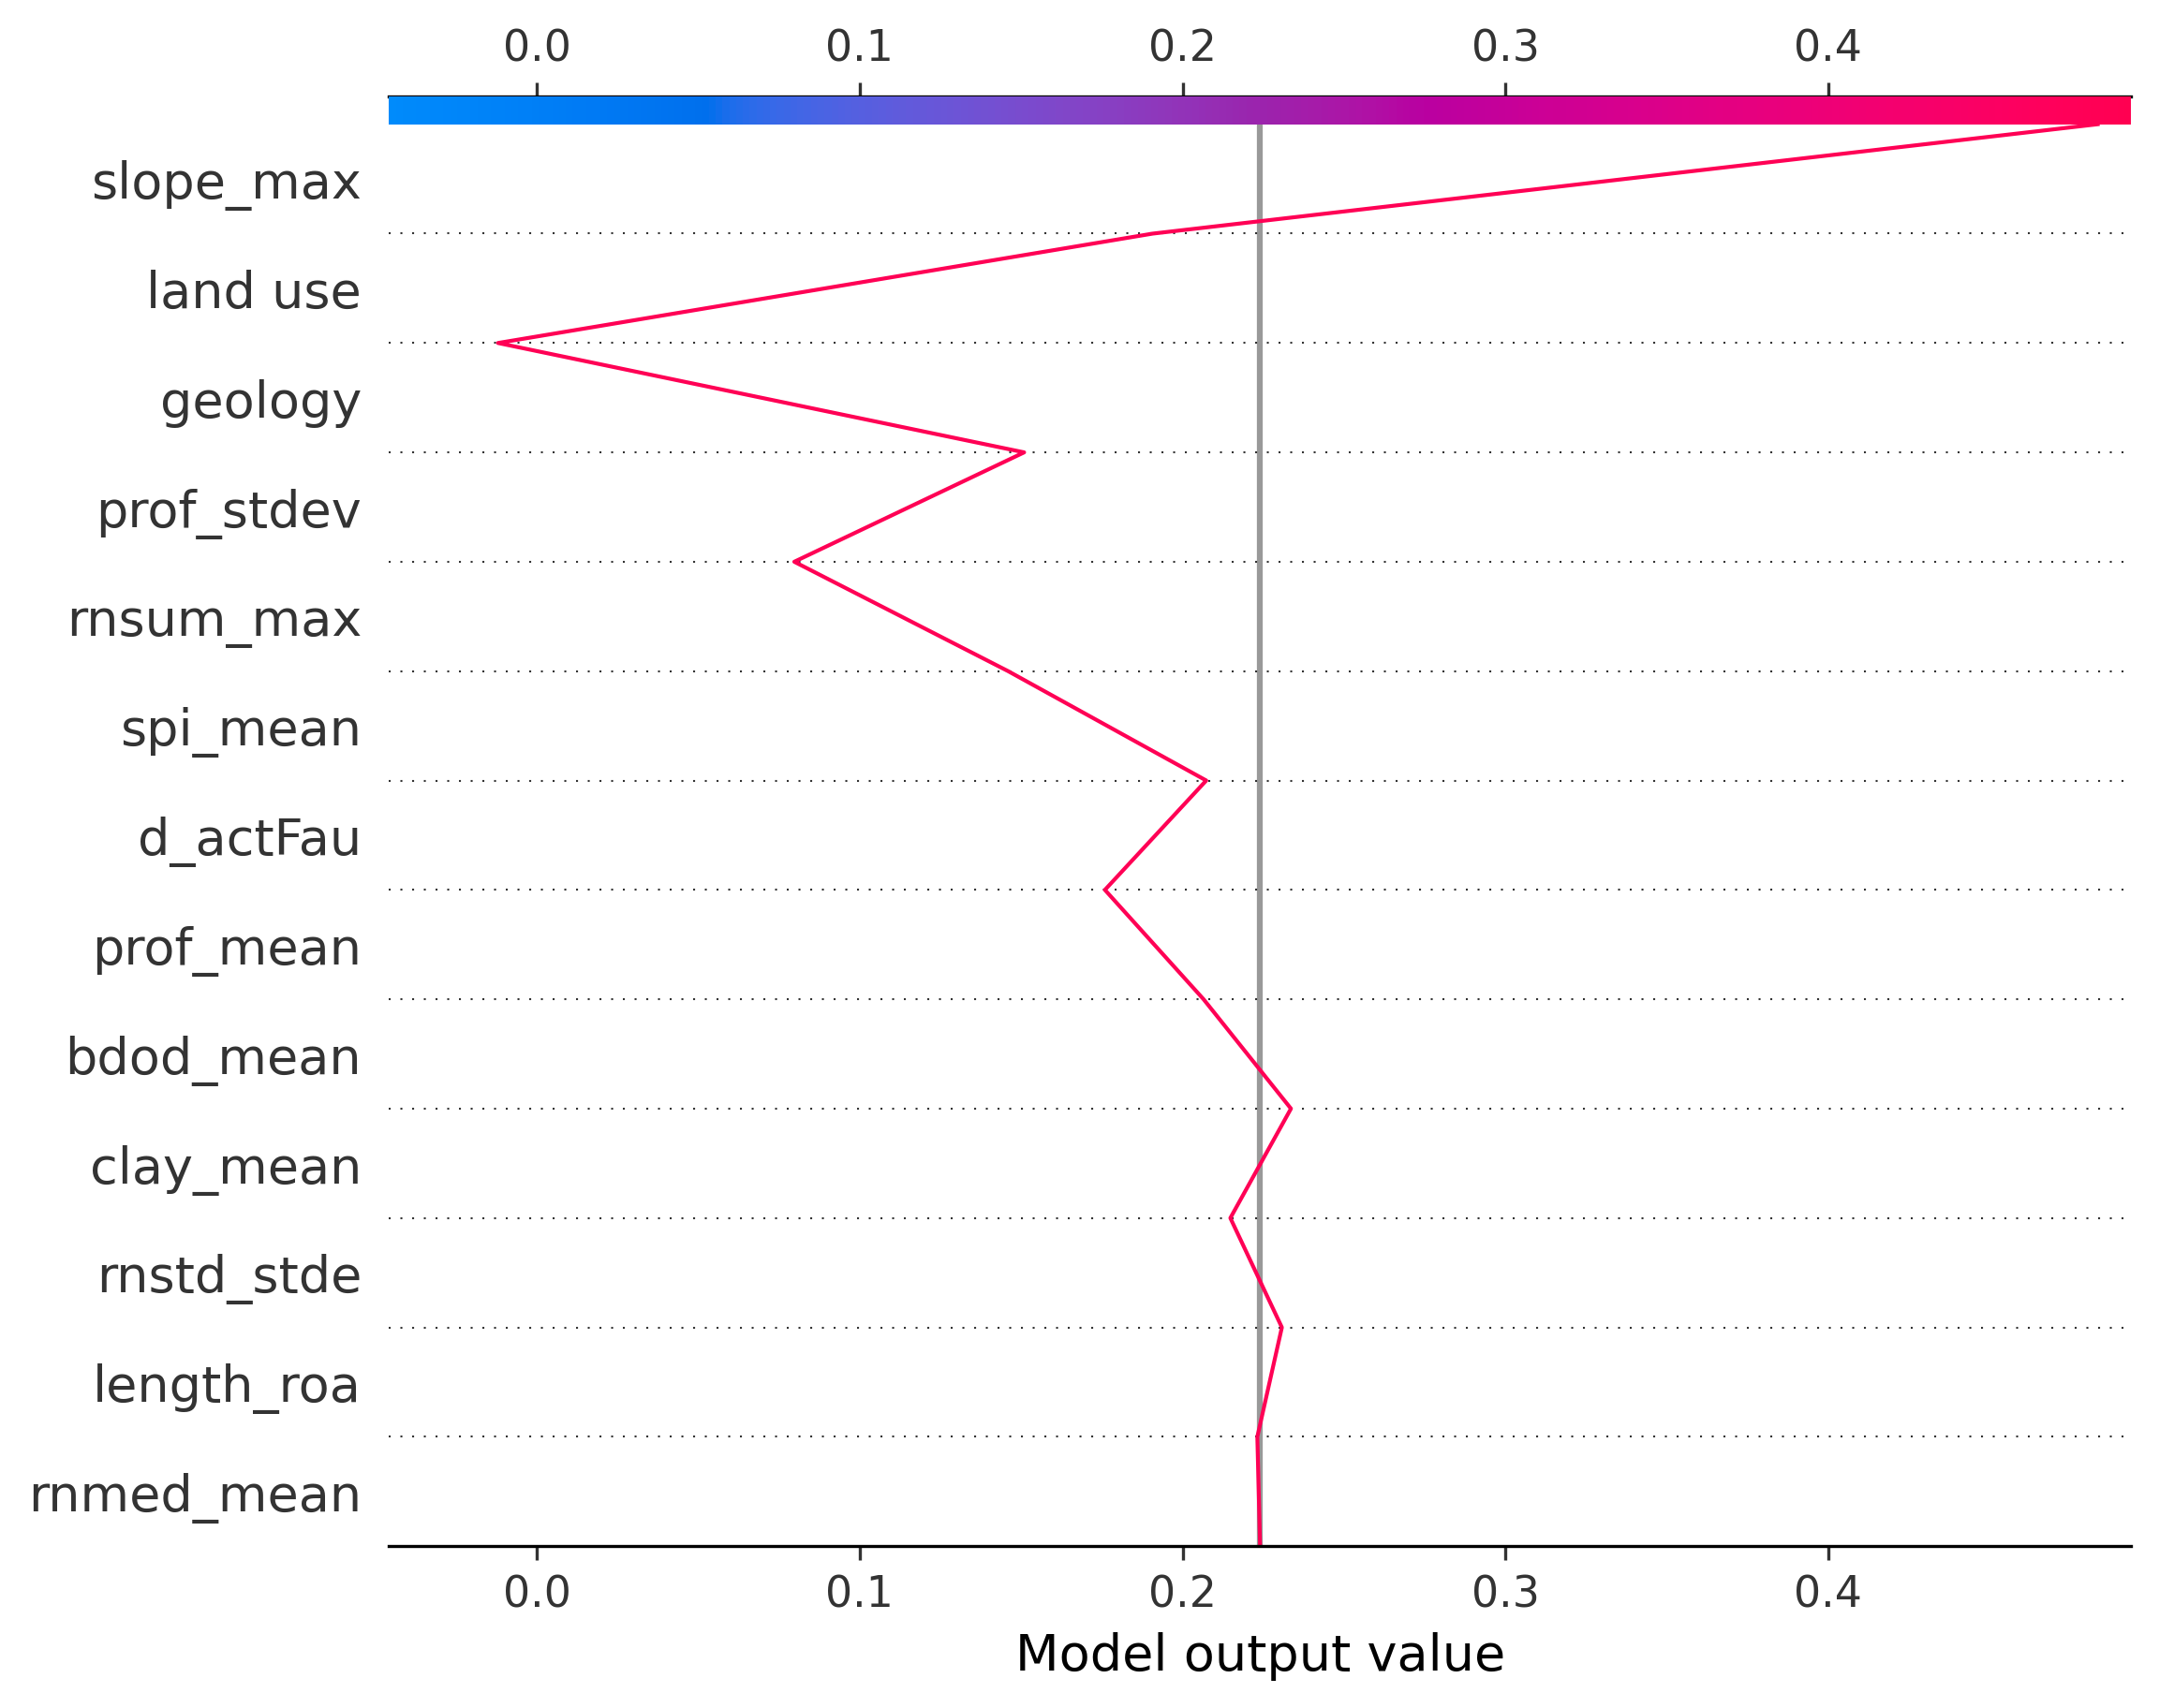 0.0 0.1 0.2 0.3 0.4
slope_max
land use
geology
prof_stdev
rnsum_max
spi_mean
d_actFau
prof_mean
bdod_mean
clay_mean
rnstd_stde
length_roa
rnmed_mean
0.0 0.1 0.2 0.3 0.4
Model output value